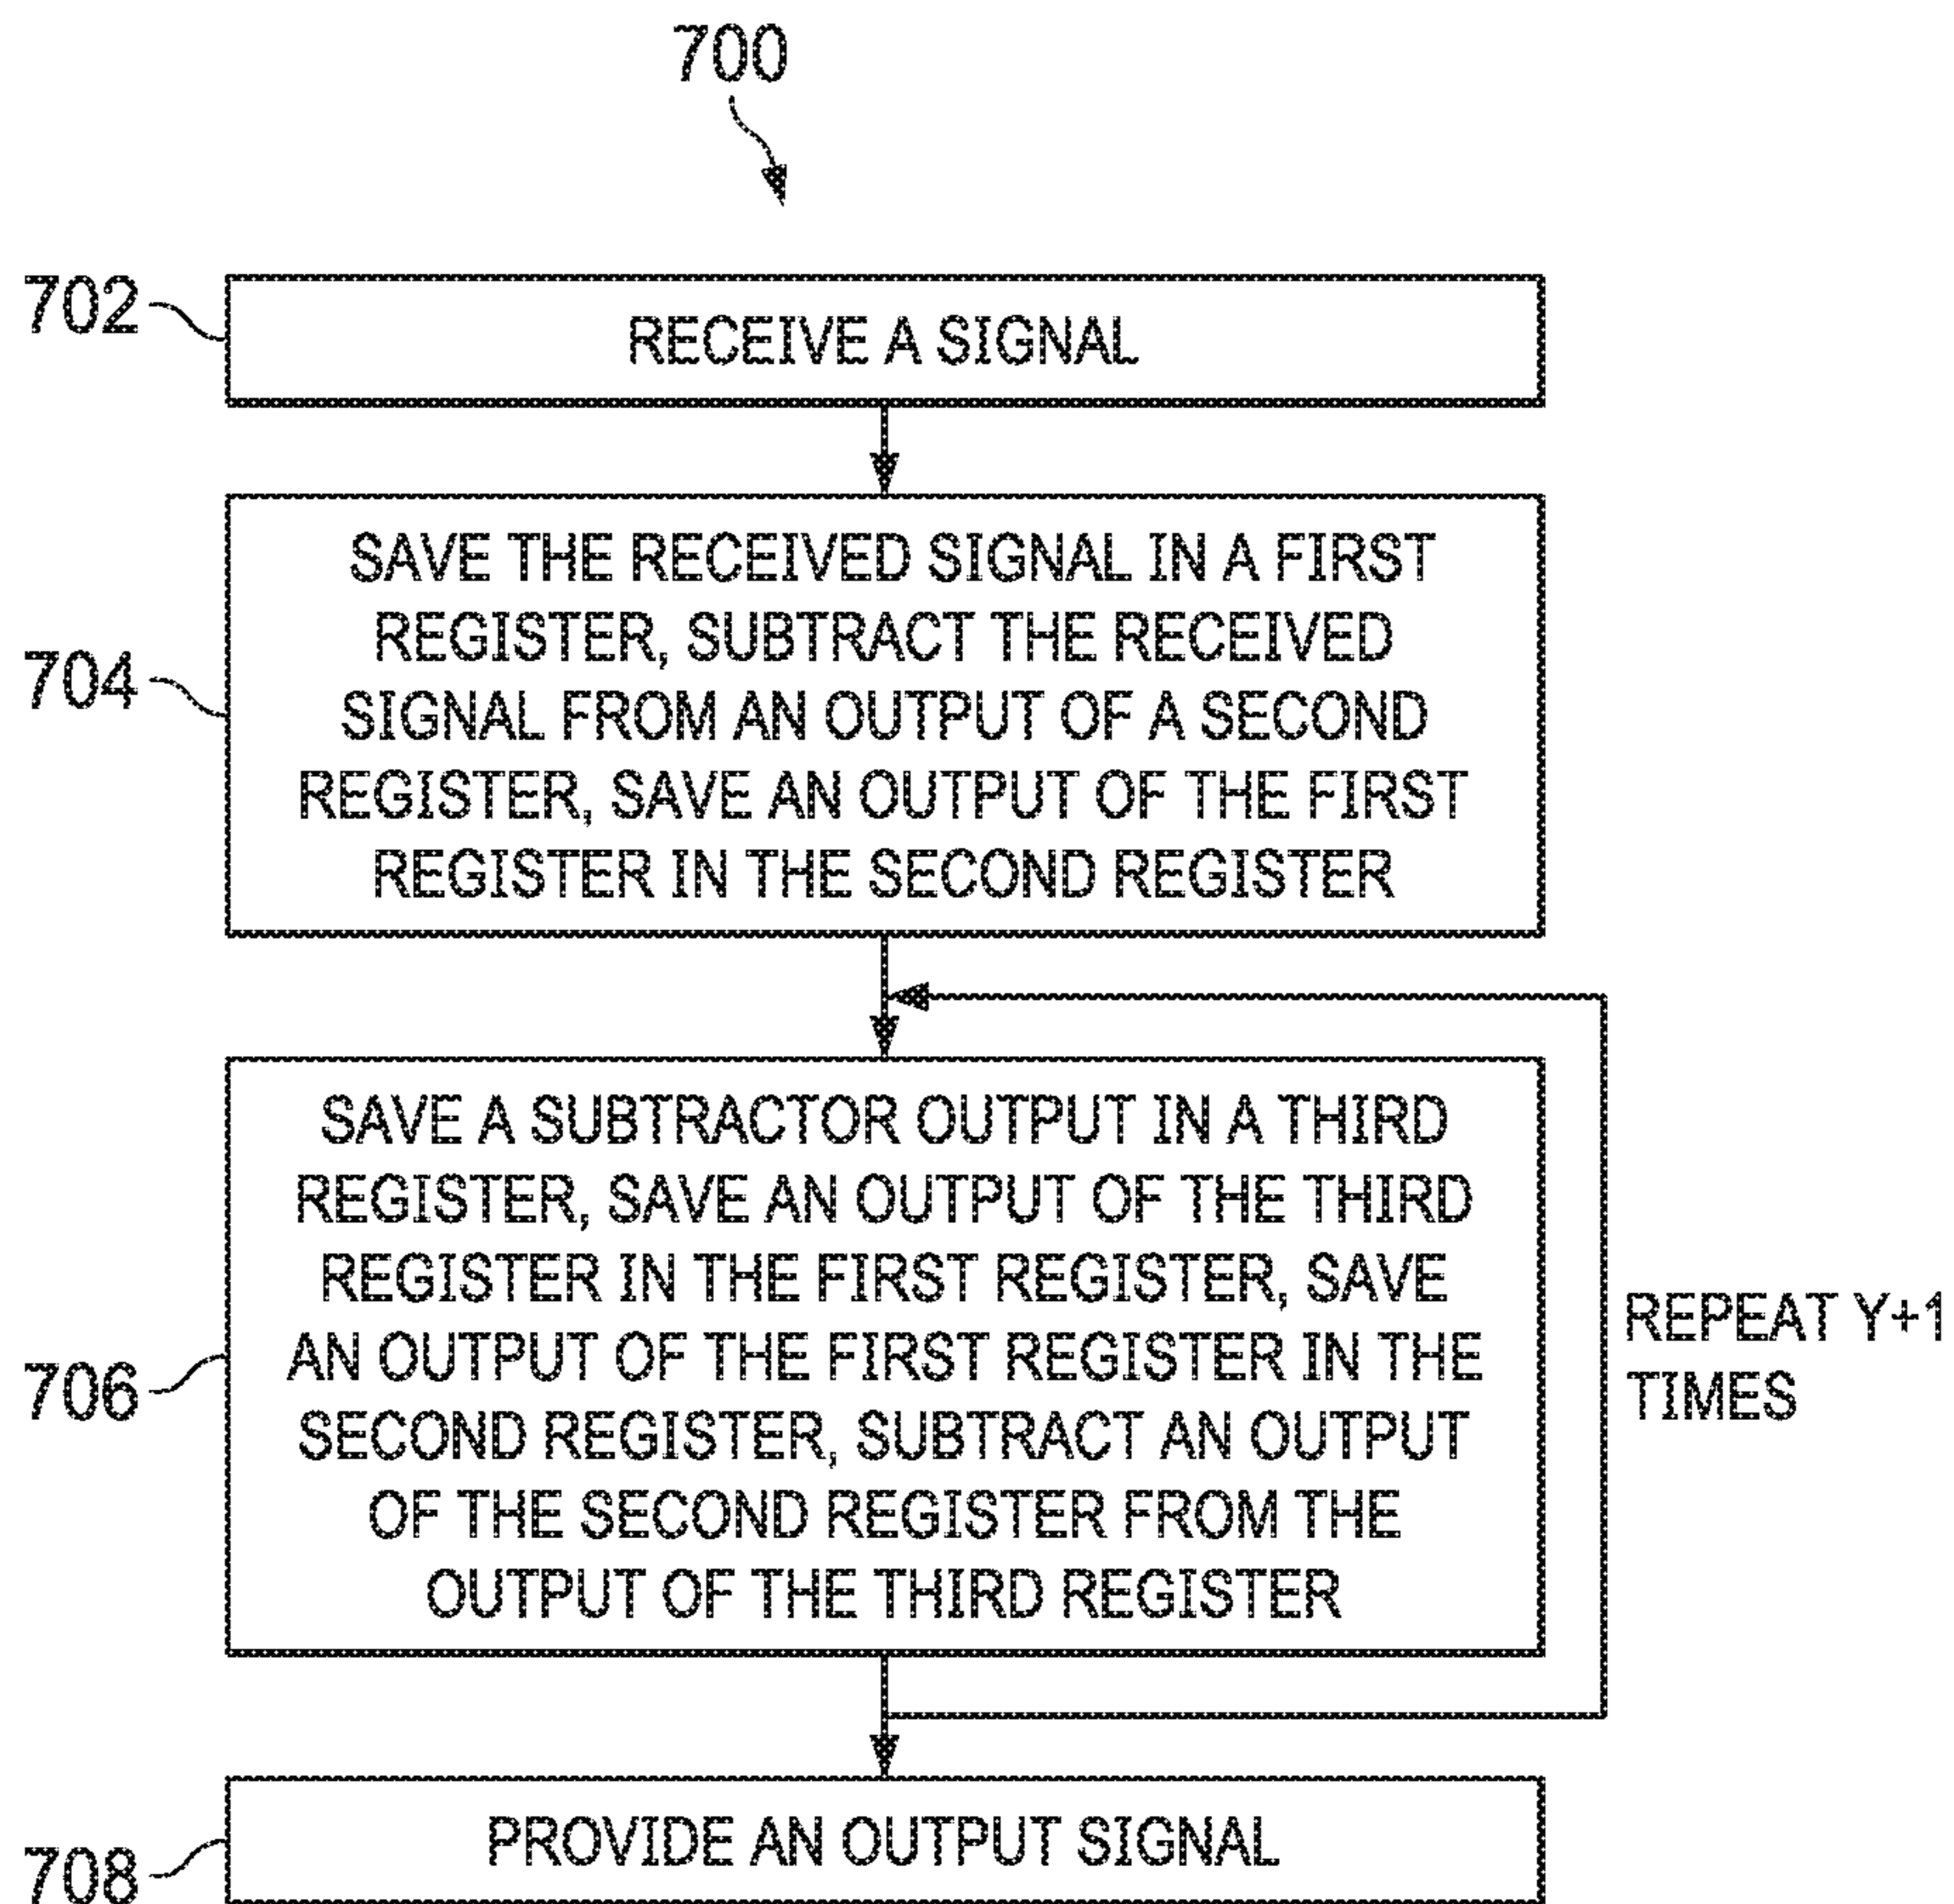 700
702
RECEIVE A SIGNAL
704
SAVE THE RECEIVED SIGNAL IN A FIRST
REGISTER, SUBTRACT THE RECEIVED
SIGNAL FROM AN OUTPUT OF A SECOND
REGISTER, SAVE AN OUTPUT OF THE FIRST
REGISTER IN THE SECOND REGISTER
706
SAVE A SUBTRACTOR OUTPUT IN A THIRD
REGISTER, SAVE AN OUTPUT OF THE THIRD
REGISTER IN THE FIRST REGISTER, SAVE
AN OUTPUT OF THE FIRST REGISTER IN THE
SECOND REGISTER, SUBTRACT AN OUTPUT
OF THE SECOND REGISTER FROM THE
OUTPUT OF THE THIRD REGISTER
REPEAT Y+1
TIMES
708
PROVIDE AN OUTPUT SIGNAL